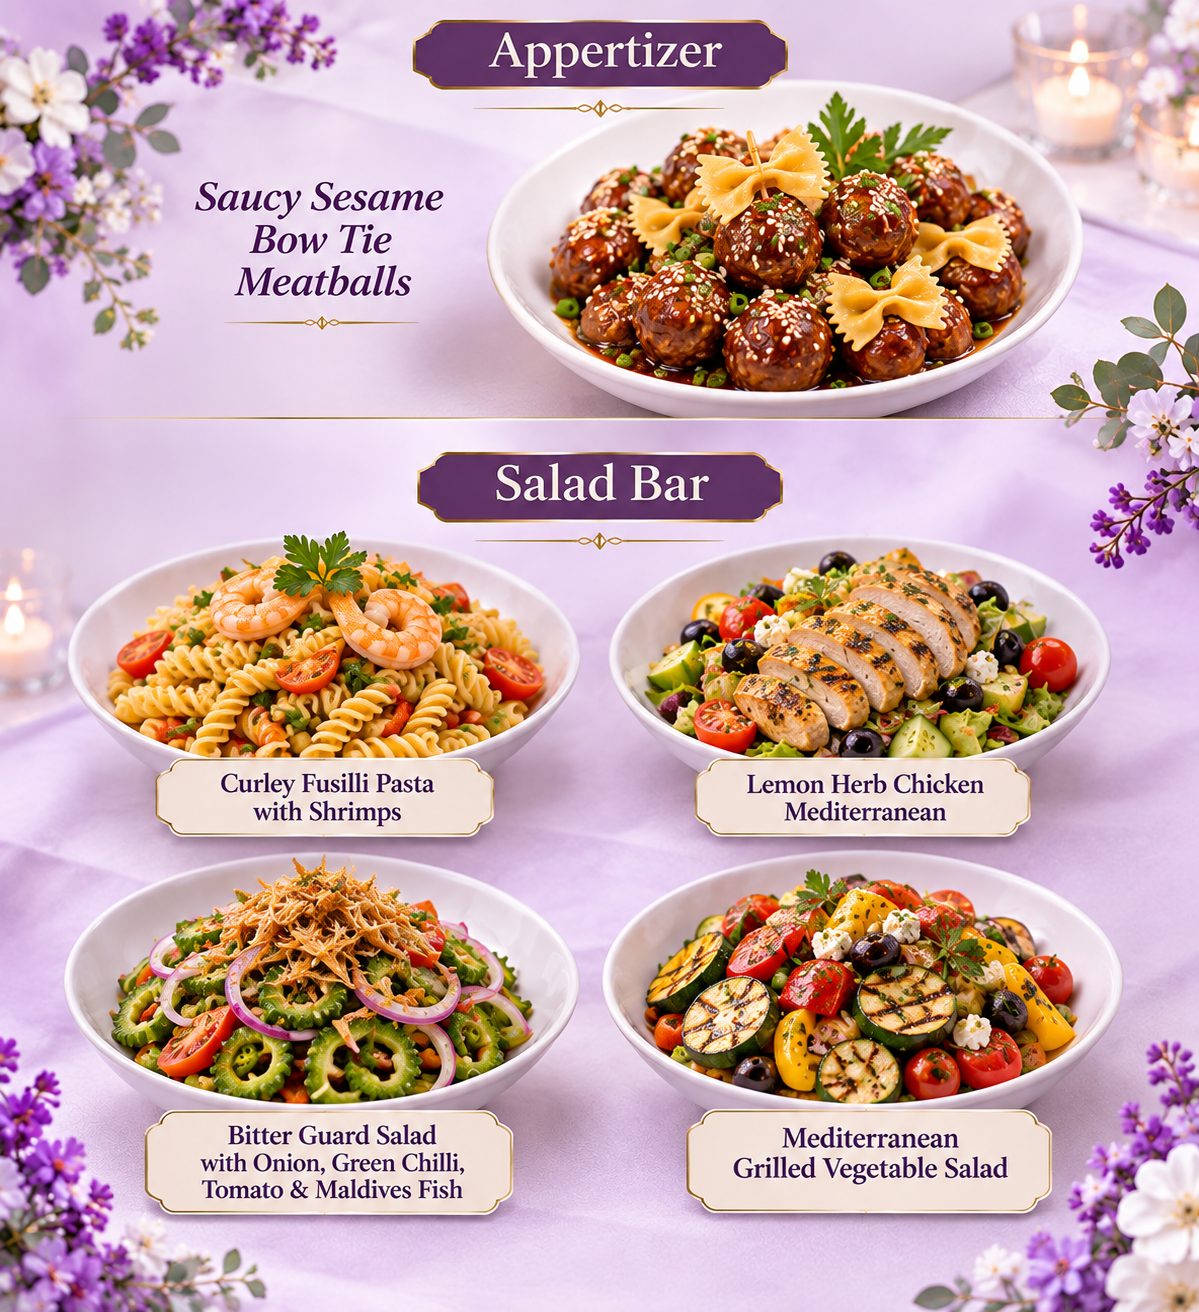 Appertizer
Saucy Sesame
Bow Tie
Meatballs
Salad Bar
Curley Fusilli Pasta
with Shrimps
Lemon Herb Chicken
Mediterranean
Bitter Guard Salad
with Onion, Green Chilli,
Tomato & Maldives Fish
Mediterranean
Grilled Vegetable Salad